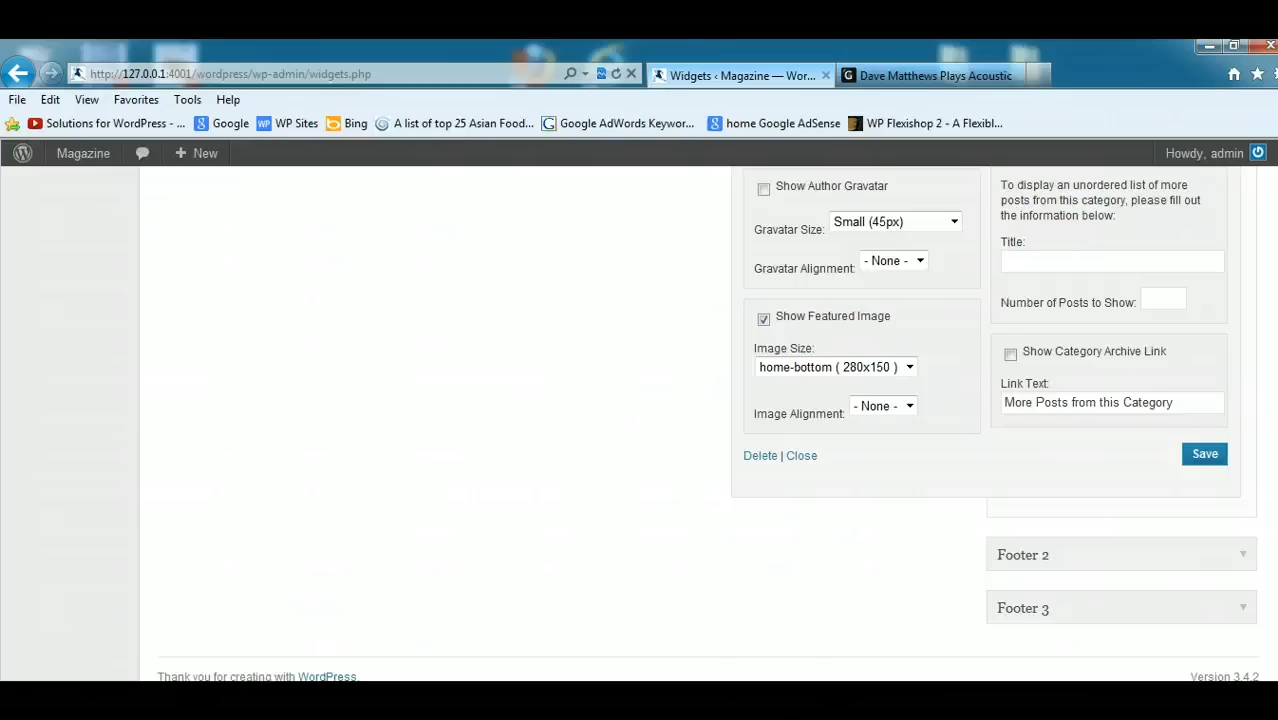 http://127.0.0.1:4001/wordpress/wp-admin/widgets.php
Widgets ‹ Magazine — Wor...
Dave Matthews Plays Acoustic
File Edit View Favorites Tools Help
Solutions for WordPress - ... Google WP Sites Bing A list of top 25 Asian Food... Google AdWords Keywor... home Google AdSense WP Flexishop 2 - A Flexibl...
Magazine + New Howdy, admin
Show Author Gravatar
Gravatar Size: Small (45px)
Gravatar Alignment: - None -
Show Featured Image
Image Size:
home-bottom ( 280x150 )
Image Alignment: - None -
Delete | Close
To display an unordered list of more
posts from this category, please fill out
the information below:
Title:
Number of Posts to Show:
Show Category Archive Link
Link Text:
More Posts from this Category
Save
Footer 2
Footer 3
Thank you for creating with WordPress.
Version 3.4.2